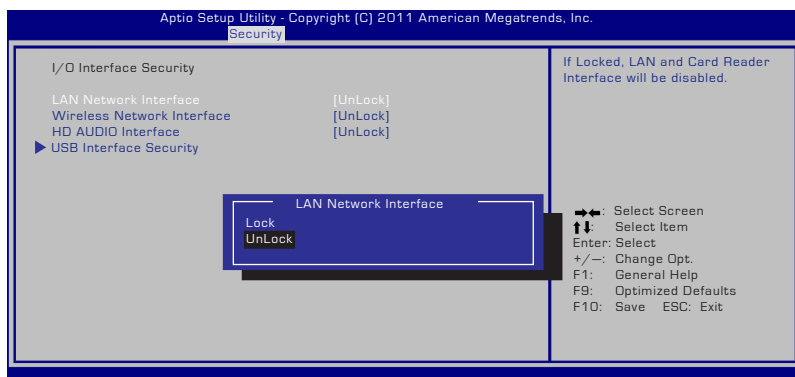 Aptio Setup Utility - Copyright (C) 2011 American Megatrends, Inc.
Security
I/O Interface Security
LAN Network Interface [UnLock]
Wireless Network Interface [UnLock]
HD AUDIO Interface [UnLock]
USB Interface Security
If Locked, LAN and Card Reader
Interface will be disabled.
LAN Network Interface
Lock
UnLock
→←: Select Screen
↑↓: Select Item
Enter: Select
+/—: Change Opt.
F1: General Help
F9: Optimized Defaults
F10: Save ESC: Exit